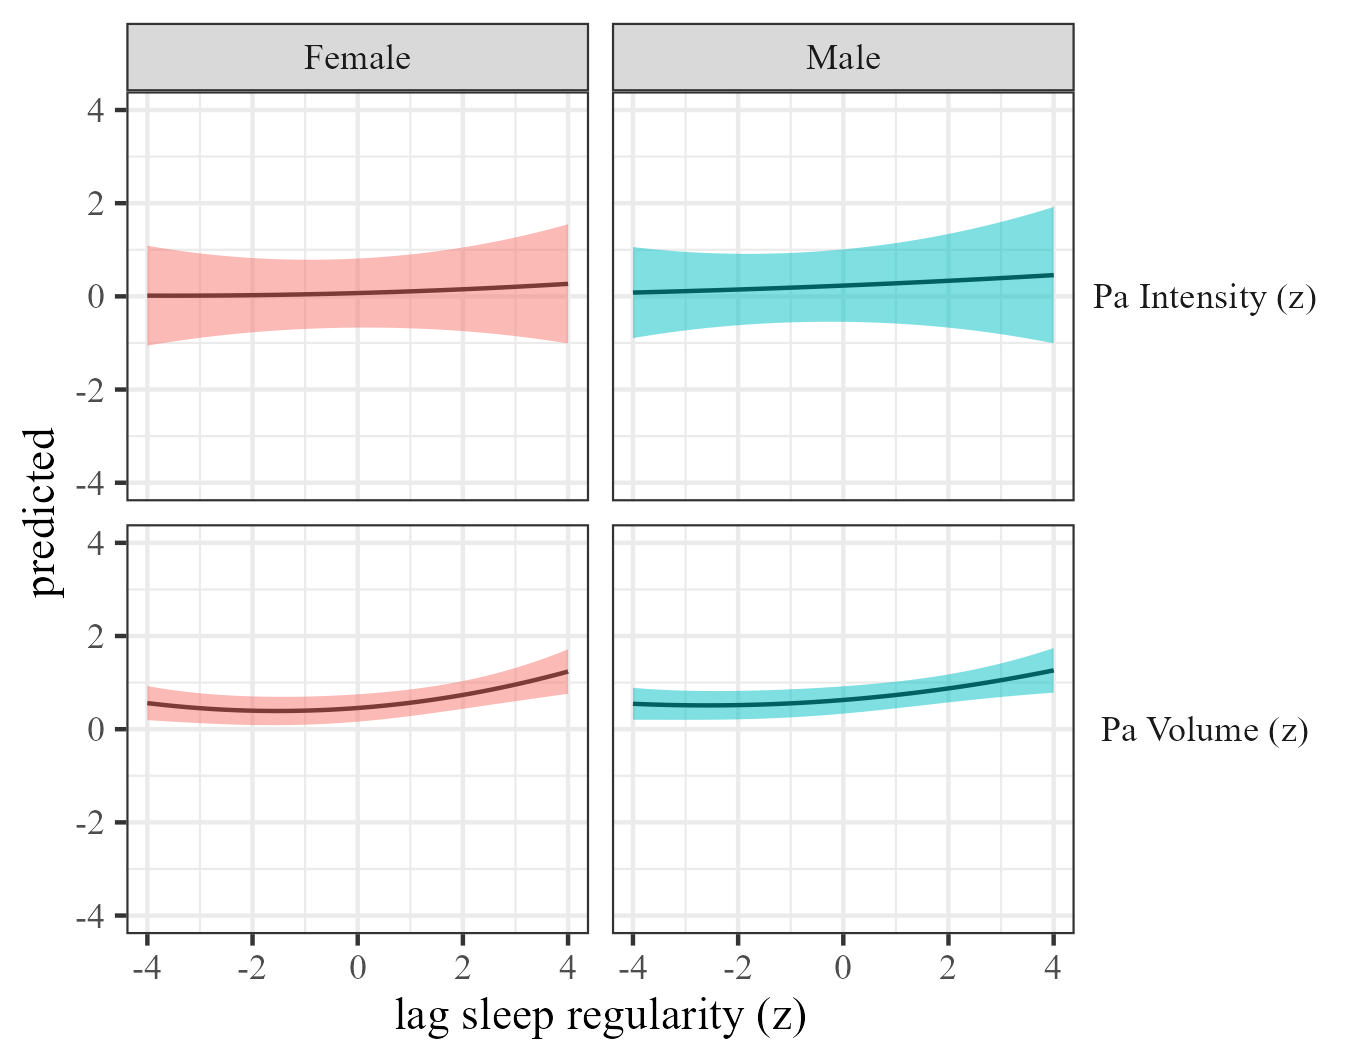 Female
Male
4
2
0
-2
-4
Pa Intensity (z)
predicted
4
2
0
-2
-4
Pa Volume (z)
-4 -2 0 2 4
-4 -2 0 2 4
lag sleep regularity (z)